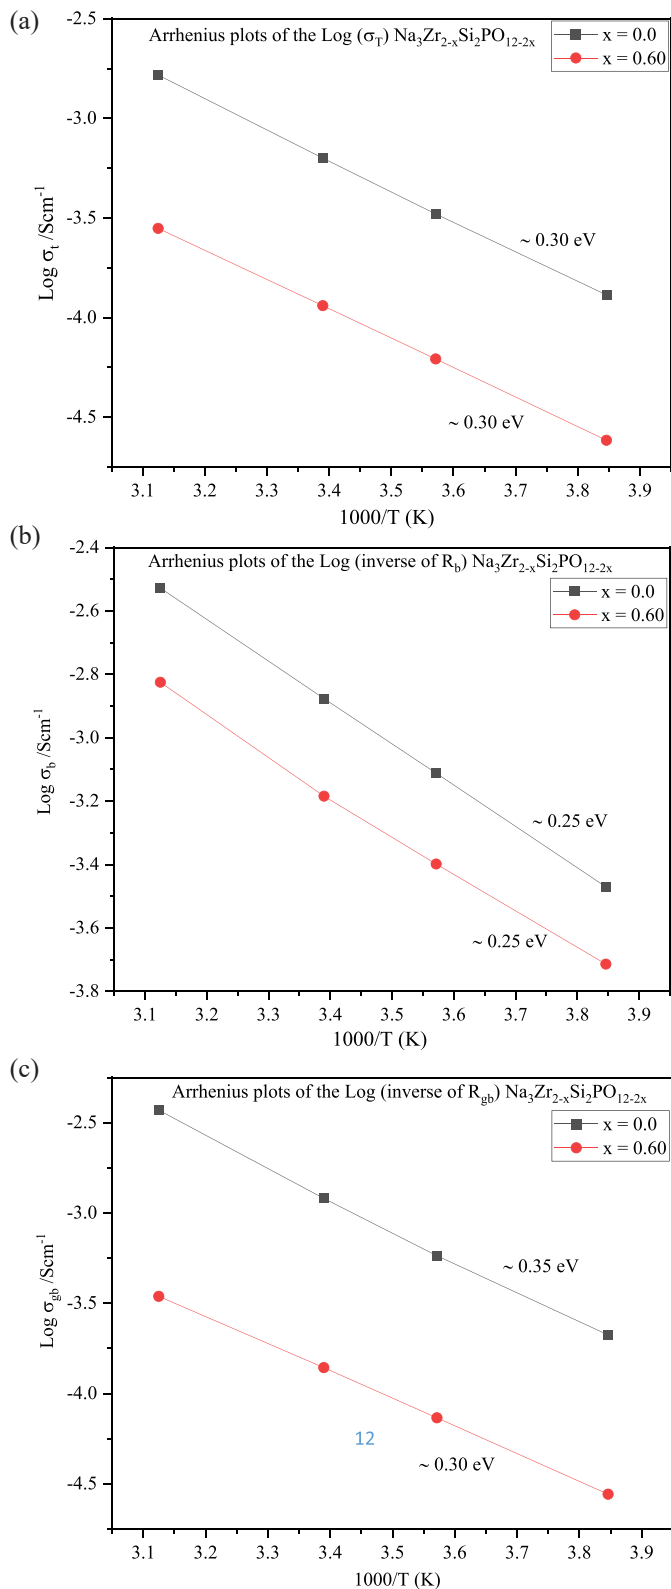 (a)
Arrhenius plots of the Log (σT) Na3Zr2-xSi2PO12-2x
x = 0.0
x = 0.60
-2.5
-3.0
-3.5
-4.0
-4.5
Log σt /Scm-1
~ 0.30 eV
~ 0.30 eV
3.1 3.2 3.3 3.4 3.5 3.6 3.7 3.8 3.9
1000/T (K)
(b)
Arrhenius plots of the Log (inverse of Rb) Na3Zr2-xSi2PO12-2x
x = 0.0
x = 0.60
-2.4
-2.6
-2.8
-3.0
-3.2
-3.4
-3.6
-3.8
Log σb /Scm-1
~ 0.25 eV
~ 0.25 eV
3.1 3.2 3.3 3.4 3.5 3.6 3.7 3.8 3.9
1000/T (K)
(c)
Arrhenius plots of the Log (inverse of Rgb) Na3Zr2-xSi2PO12-2x
x = 0.0
x = 0.60
-2.5
-3.0
-3.5
-4.0
-4.5
Log σgb /Scm-1
~ 0.35 eV
12
~ 0.30 eV
3.1 3.2 3.3 3.4 3.5 3.6 3.7 3.8 3.9
1000/T (K)